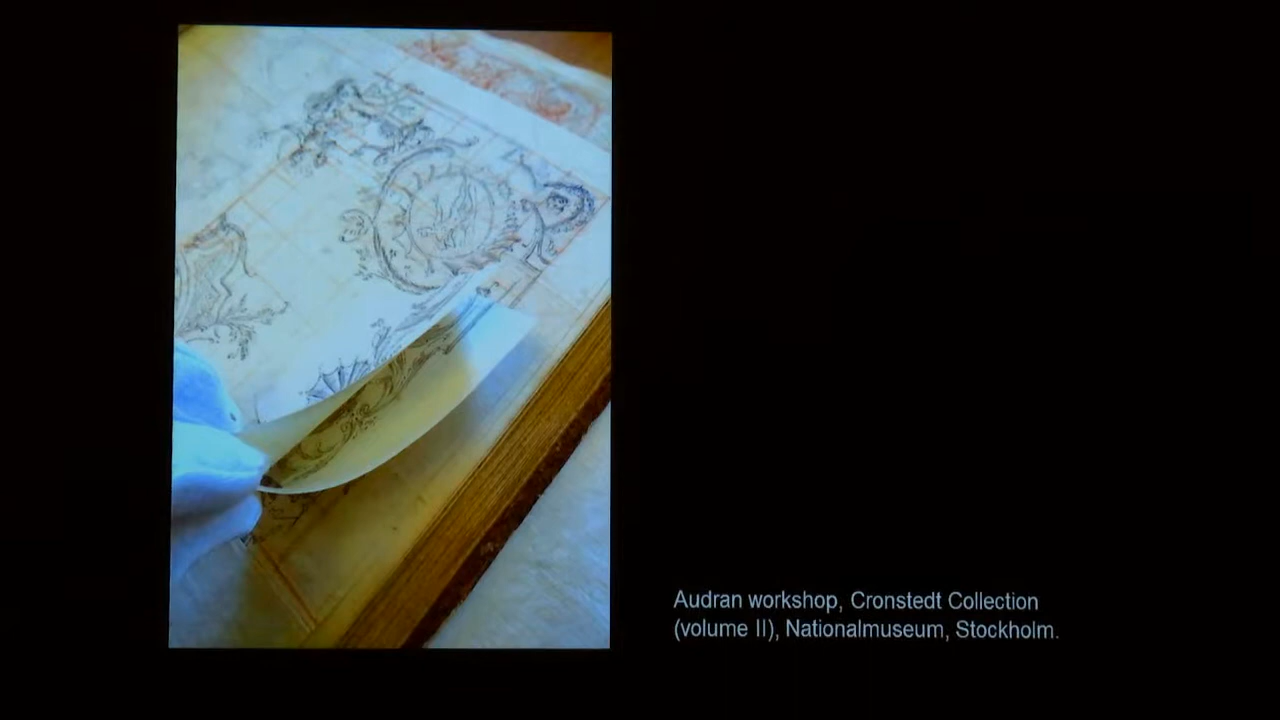 Audran workshop, Cronstedt Collection
(volume II), Nationalmuseum, Stockholm.